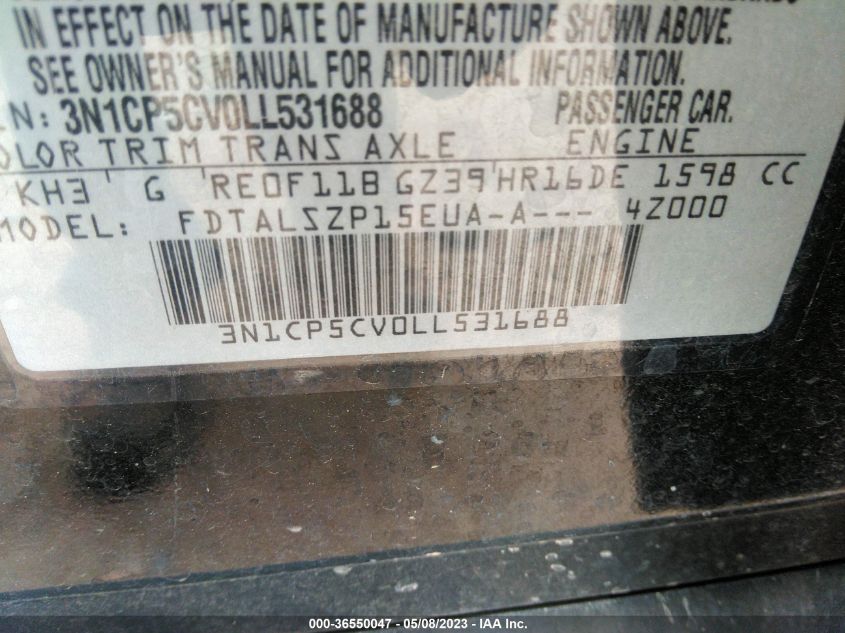 IN EFFECT ON THE DATE OF MANUFACTURE SHOWN ABOVE.
SEE OWNER'S MANUAL FOR ADDITIONAL INFORMATION.
N: 3N1CP5CV0LL531688 PASSENGER CAR.
OLOR TRIM TRANS AXLE ENGINE
KH3 G RE0F11B GZ39 HR16DE 1598 CC
MODEL: FDTALSZP15EUA-A--- 4Z000
3N1CP5CV0LL531688
000-36550047 - 05/08/2023 - IAA Inc.